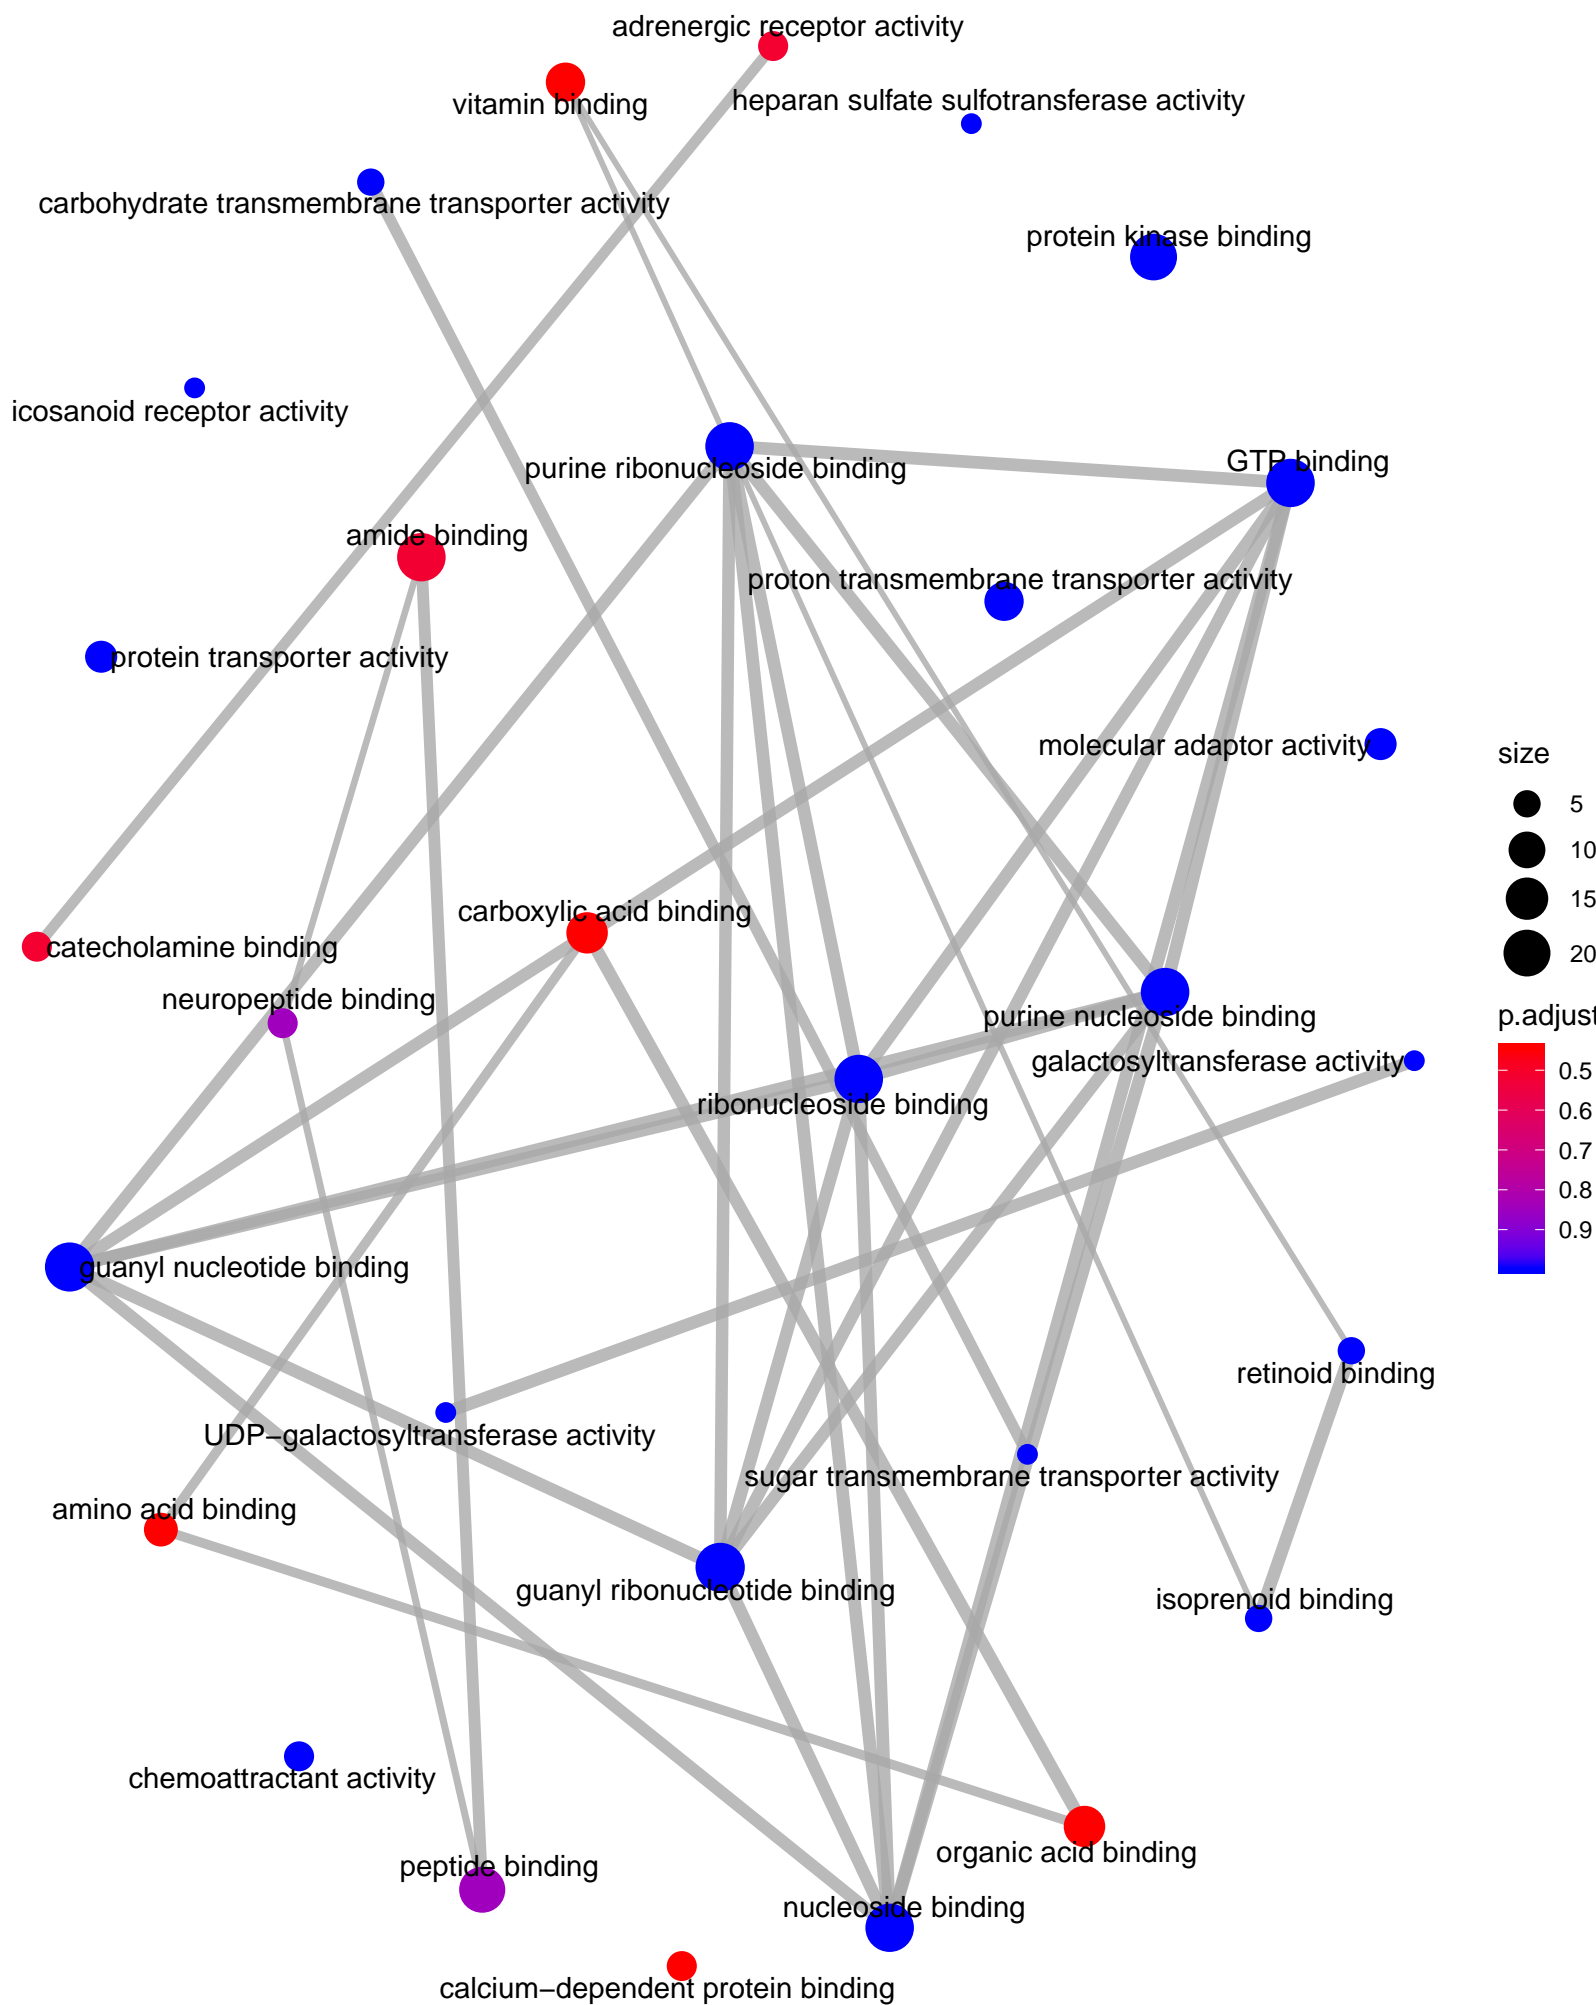 adrenergic receptor activity
vitamin binding
heparan sulfate sulfotransferase activity
carbohydrate transmembrane transporter activity
protein kinase binding
icosanoid receptor activity
purine ribonucleoside binding
GTP binding
amide binding
proton transmembrane transporter activity
protein transporter activity
molecular adaptor activity
carboxylic acid binding
catecholamine binding
neuropeptide binding
purine nucleoside binding
galactosyltransferase activity
ribonucleoside binding
guanyl nucleotide binding
retinoid binding
UDP−galactosyltransferase activity
sugar transmembrane transporter activity
amino acid binding
guanyl ribonucleotide binding
isoprenoid binding
chemoattractant activity
organic acid binding
peptide binding
nucleoside binding
calcium−dependent protein binding
size
5
10
15
20
p.adjust
0.5
0.6
0.7
0.8
0.9